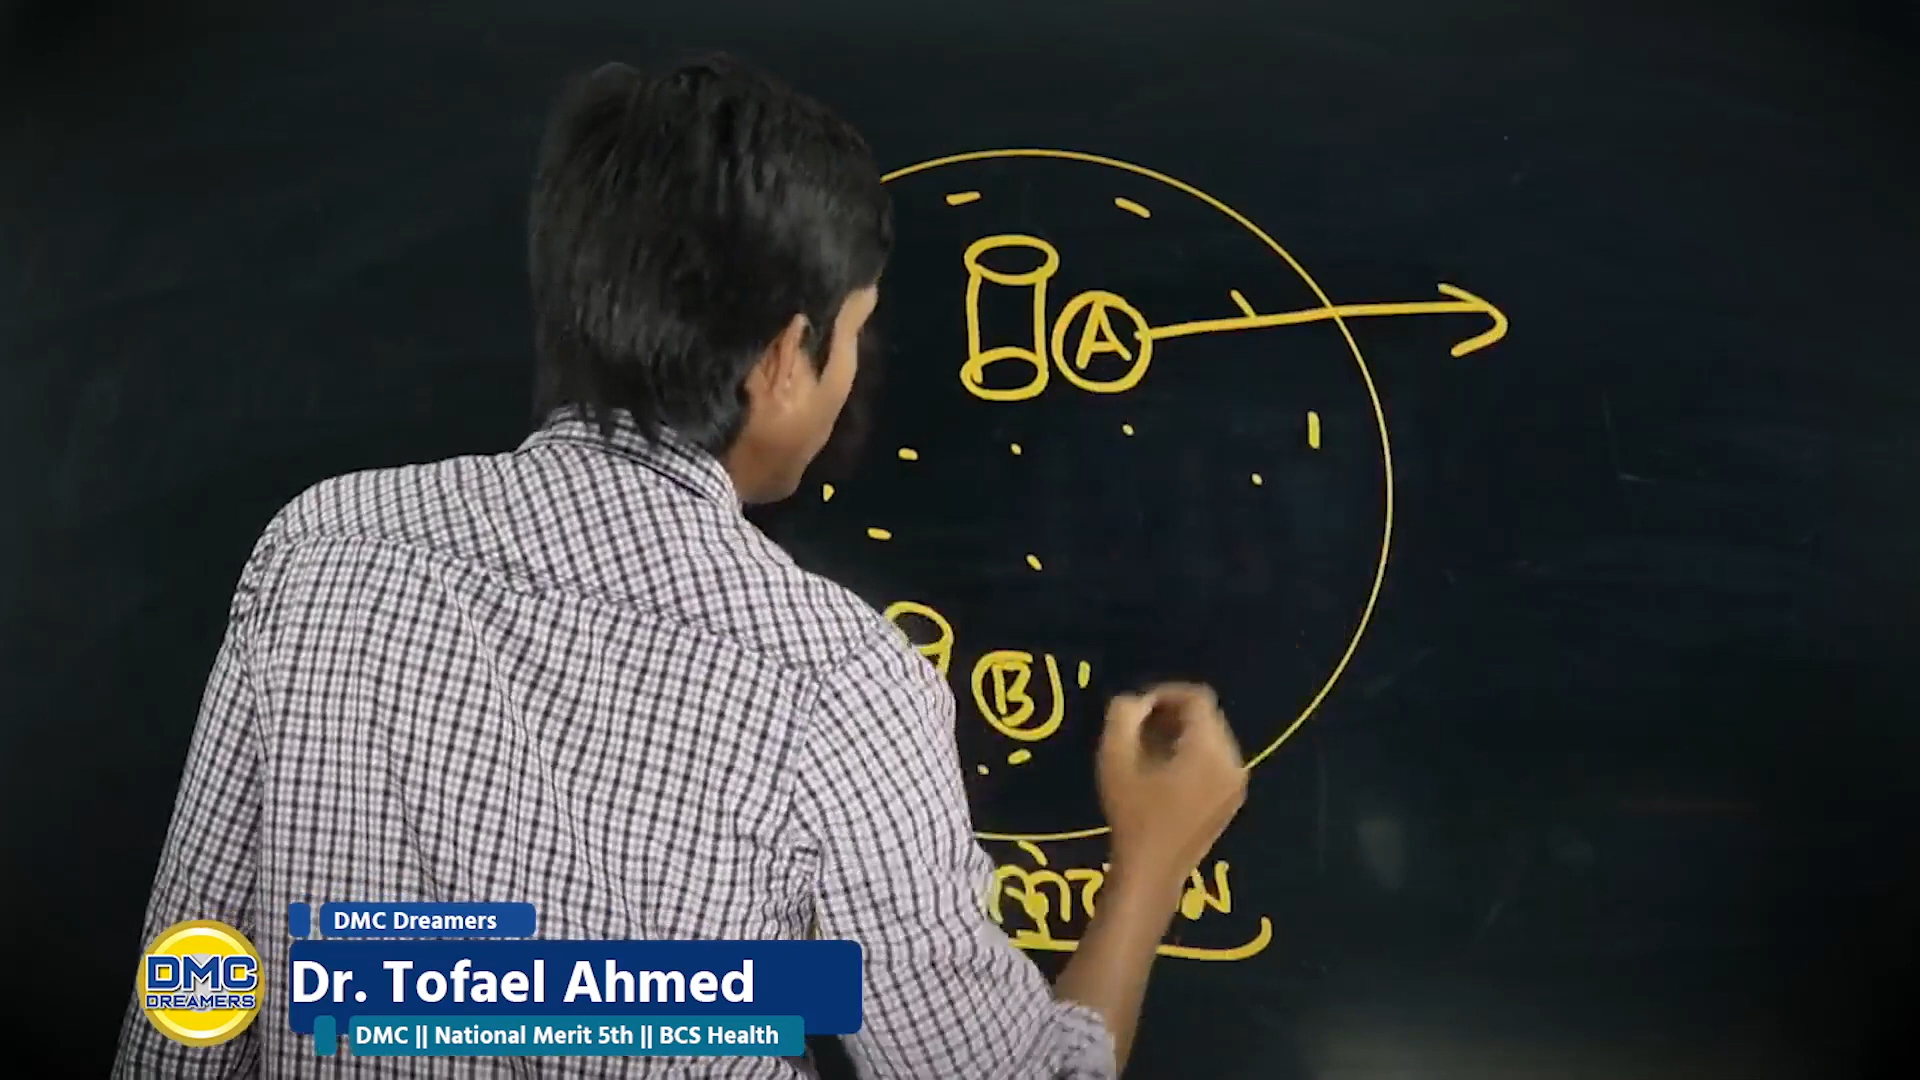 A
B
DMC Dreamers
DMC
DREAMERS
Dr. Tofael Ahmed
DMC || National Merit 5th || BCS Health